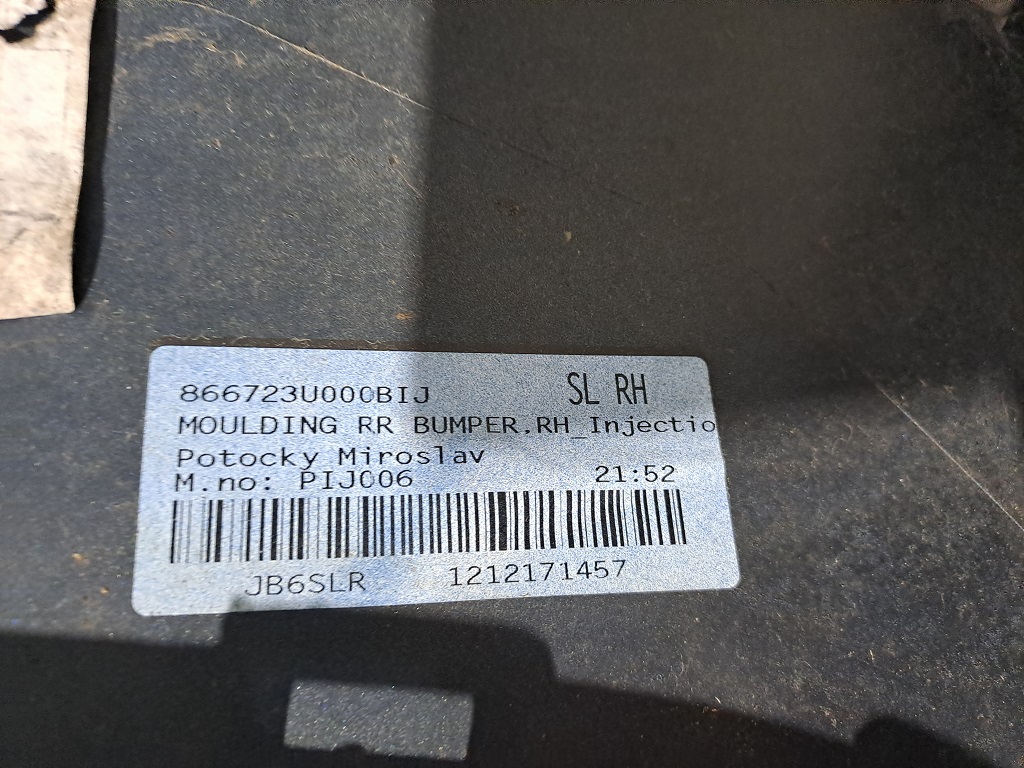 866723U000BIJ SL RH
MOULDING RR BUMPER,RH_Injectio
Potocky Miroslav
M.no: PIJ006 21:52
JB6SLR 1212171457